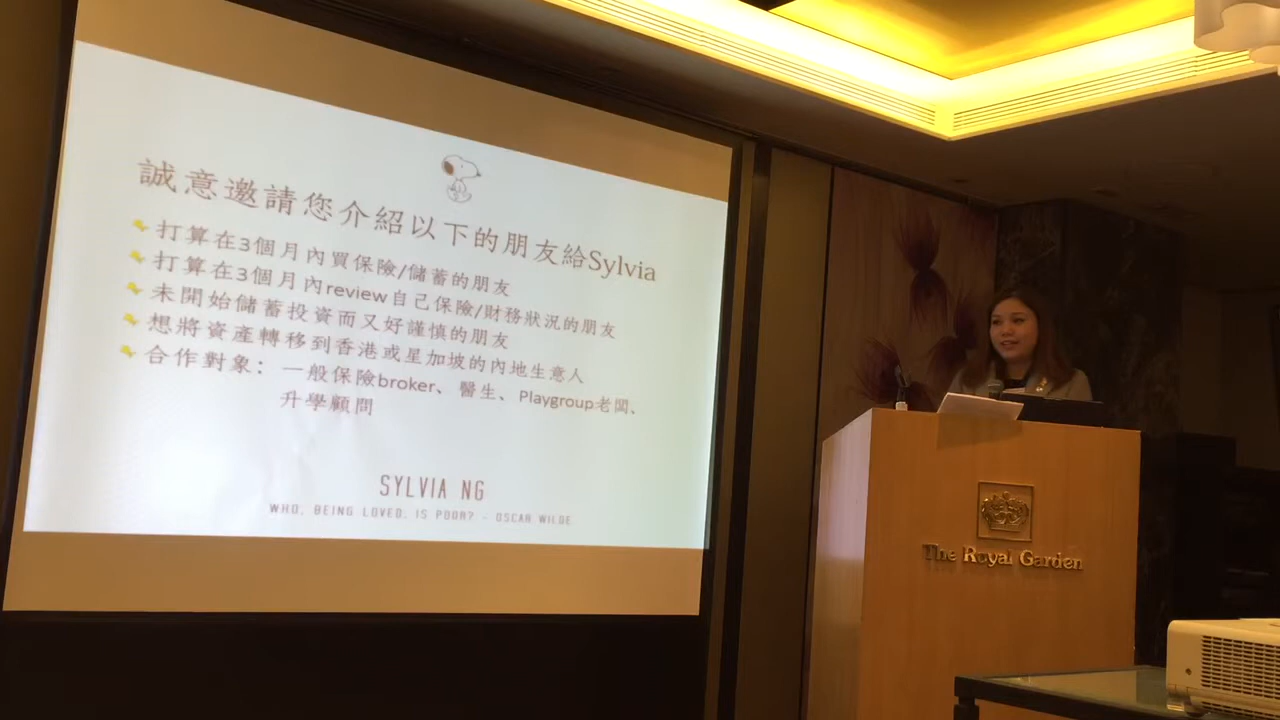 誠意邀請您介紹以下的朋友給Sylvia
打算在3個月內買保險/儲蓄的朋友
打算在3個月內review自己保險/財務狀況的朋友
未開始儲蓄投資而又好謹慎的朋友
想將資產轉移到香港或星加坡的內地生意人
合作對象：一般保險broker、醫生、Playgroup老闆、
升學顧問
SYLVIA NG
WHO, BEING LOVED, IS POOR? - OSCAR WILDE
The Royal Garden